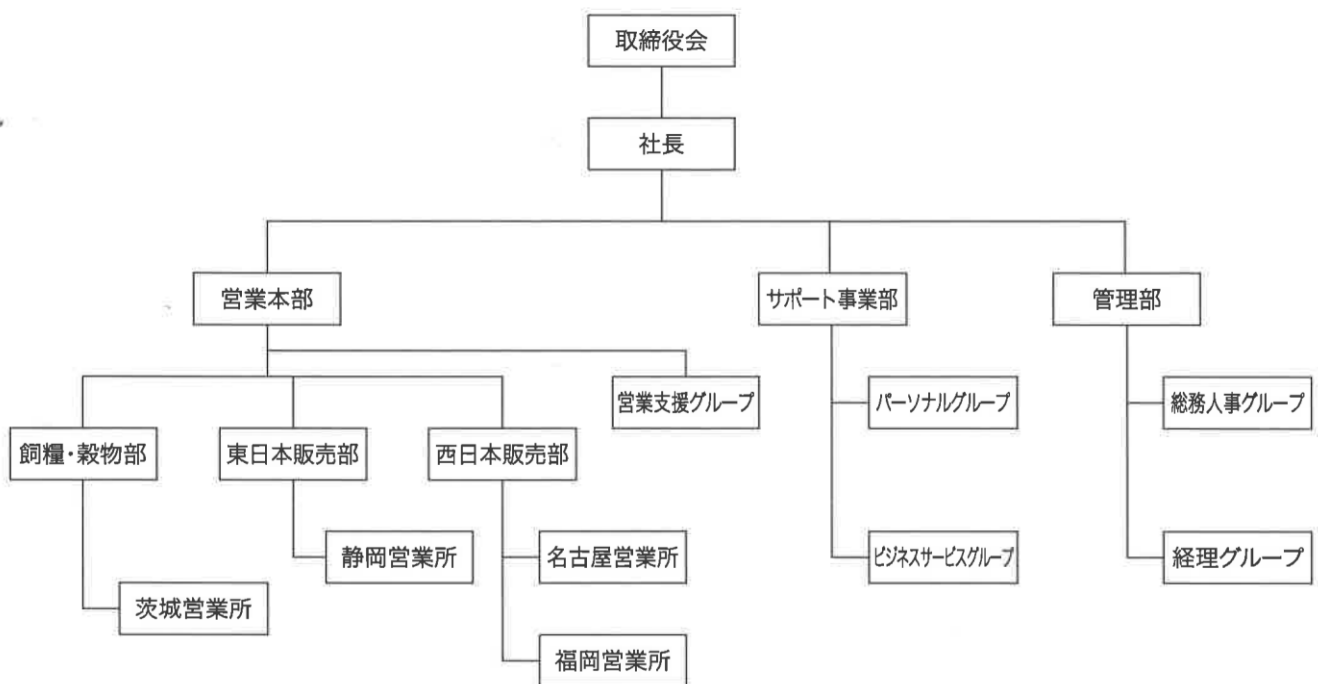 取締役会
社長
営業本部
サポート事業部
管理部
営業支援グループ
パーソナルグループ
総務人事グループ
飼糧・穀物部
東日本販売部
西日本販売部
静岡営業所
名古屋営業所
ビジネスサービスグループ
経理グループ
茨城営業所
福岡営業所